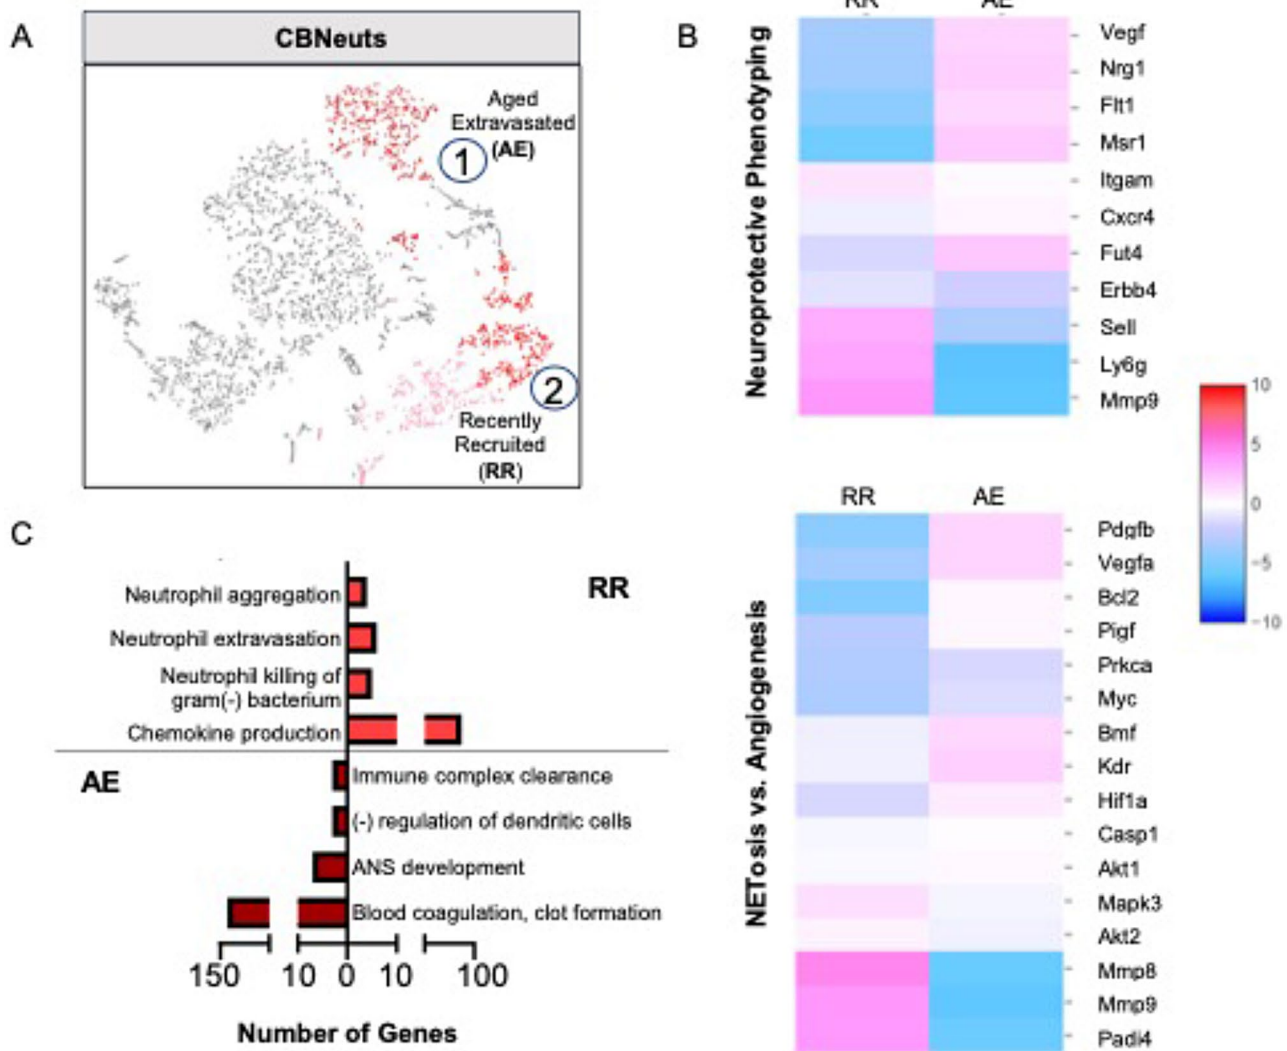 A
CBNeuts
Aged
Extravasated
(AE)
1
2
Recently
Recruited
(RR)
B
RR AE
Neuroprotective Phenotyping
Vegf
Nrg1
Flt1
Msr1
Itgam
Cxcr4
Fut4
Erbb4
Sell
Ly6g
Mmp9
10
5
0
−5
−10
RR AE
NETosis vs. Angiogenesis
Pdgfb
Vegfa
Bcl2
Pigf
Prkca
Myc
Bmf
Kdr
Hif1a
Casp1
Akt1
Mapk3
Akt2
Mmp8
Mmp9
Padi4
C
RR
Neutrophil aggregation
Neutrophil extravasation
Neutrophil killing of
gram(-) bacterium
Chemokine production
AE
Immune complex clearance
(-) regulation of dendritic cells
ANS development
Blood coagulation, clot formation
150 10 0 10 100
Number of Genes